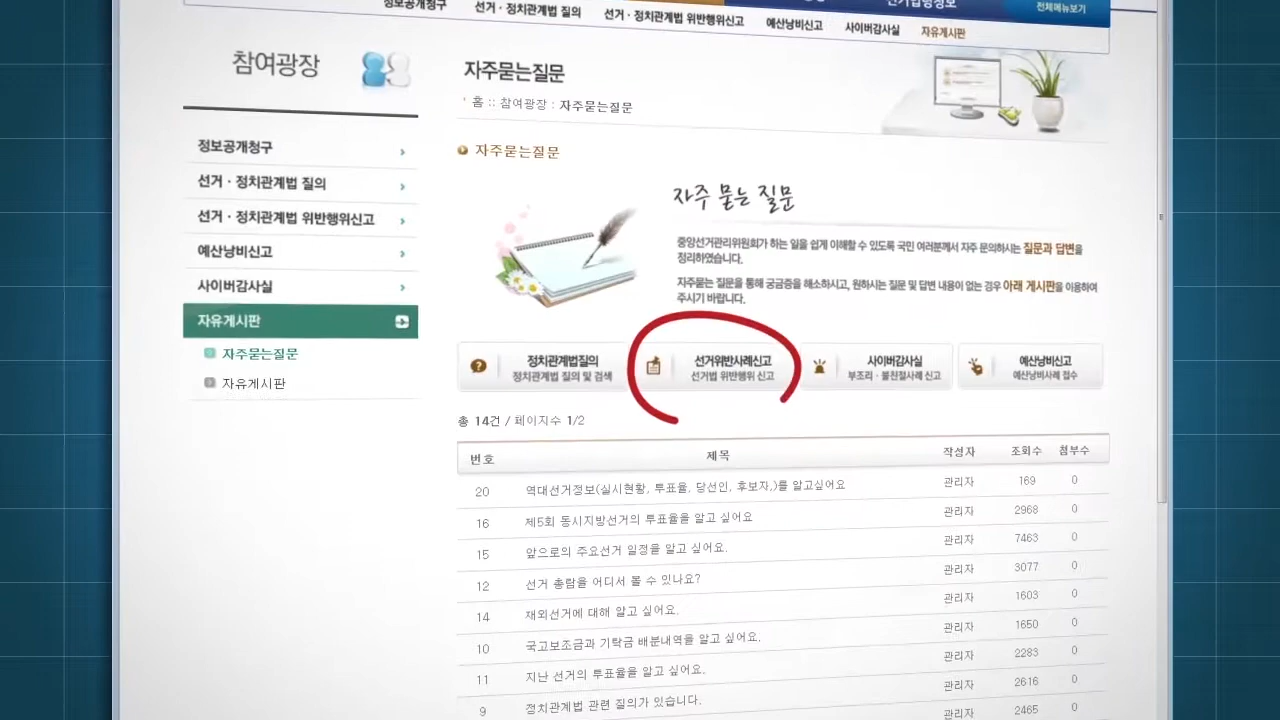 정보공개청구 선거 · 정치관계법 질의 선거 · 정치관계법 위반행위신고 예산낭비신고 사이버감사실 자유게시판
전체메뉴보기
참여광장
정보공개청구
선거 · 정치관계법 질의
선거 · 정치관계법 위반행위신고
예산낭비신고
사이버감사실
자유게시판
자주묻는질문
자유게시판
자주묻는질문
홈 :: 참여광장 : 자주묻는질문
자주묻는질문
자주 묻는 질문
중앙선거관리위원회가 하는 일을 쉽게 이해할 수 있도록 국민 여러분께서 자주 문의하시는 질문과 답변을
정리하였습니다.
자주묻는 질문을 통해 궁금증을 해소하시고, 원하시는 질문 및 답변 내용이 없는 경우 아래 게시판을 이용하여
주시기 바랍니다.
정치관계법질의
정치관계법 질의 및 검색
선거위반사례신고
선거법 위반행위 신고
사이버감사실
부조리 · 불친절사례 신고
예산낭비신고
예산낭비사례 접수
총 14건 / 페이지수 1/2
번호 제목 작성자 조회수 첨부수
20 역대선거정보(실시현황, 투표율, 당선인, 후보자,)를 알고싶어요 관리자 169 0
16 제5회 동시지방선거의 투표율을 알고 싶어요 관리자 2968 0
15 앞으로의 주요선거 일정을 알고 싶어요. 관리자 7463 0
12 선거 총람을 어디서 볼 수 있나요? 관리자 3077 0
14 재외선거에 대해 알고 싶어요. 관리자 1603 0
10 국고보조금과 기탁금 배분내역을 알고 싶어요. 관리자 1650 0
11 지난 선거의 투표율을 알고 싶어요. 관리자 2283 0
9 정치관계법 관련 질의가 있습니다. 관리자 2616 0
관리자 2465 0